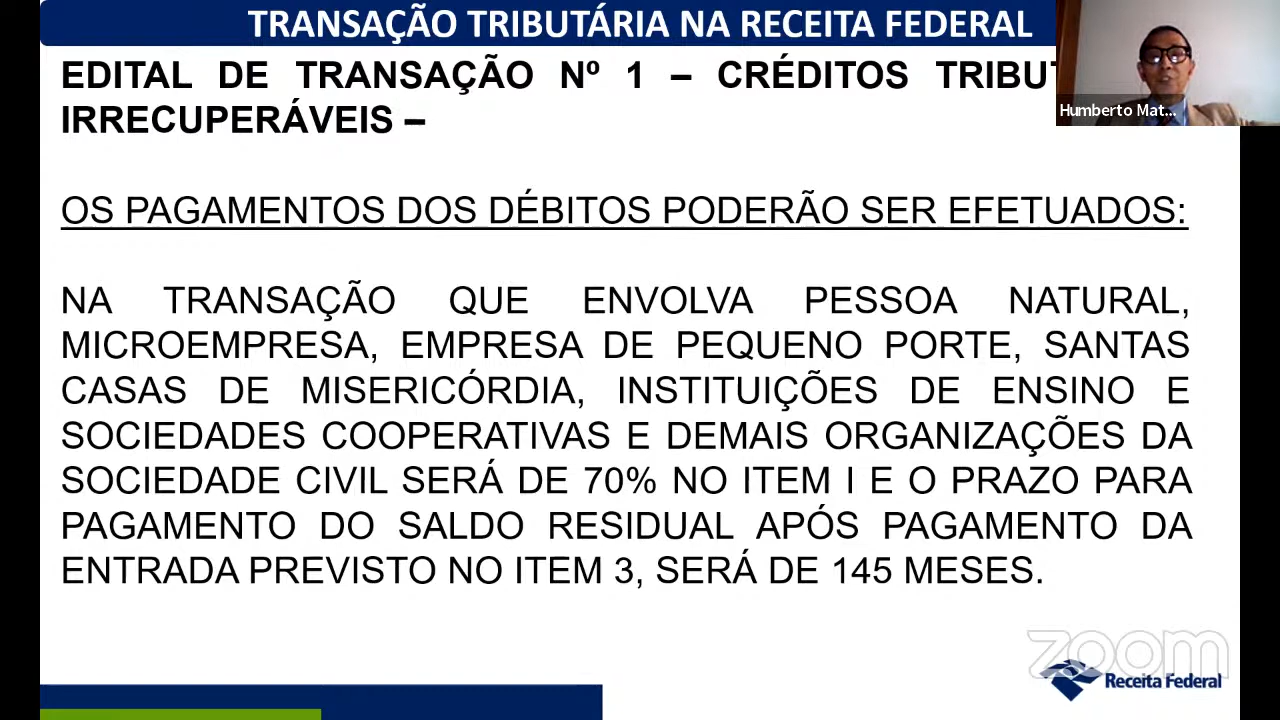 TRANSAÇÃO TRIBUTÁRIA NA RECEITA FEDERAL
EDITAL DE TRANSAÇÃO Nº 1 – CRÉDITOS
IRRECUPERÁVEIS –
Humberto Mat...
OS PAGAMENTOS DOS DÉBITOS PODERÃO SER EFETUADOS:
NA TRANSAÇÃO QUE ENVOLVA PESSOA NATURAL,
MICROEMPRESA, EMPRESA DE PEQUENO PORTE, SANTAS
CASAS DE MISERICÓRDIA, INSTITUIÇÕES DE ENSINO E
SOCIEDADES COOPERATIVAS E DEMAIS ORGANIZAÇÕES DA
SOCIEDADE CIVIL SERÁ DE 70% NO ITEM I E O PRAZO PARA
PAGAMENTO DO SALDO RESIDUAL APÓS PAGAMENTO DA
ENTRADA PREVISTO NO ITEM 3, SERÁ DE 145 MESES.
zoom
Receita Federal